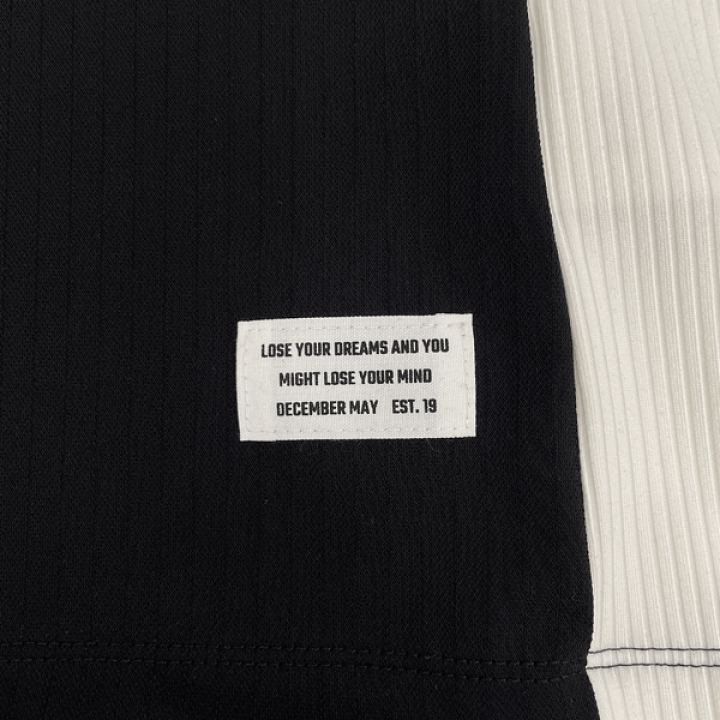 LOSE YOUR DREAMS AND YOU
MIGHT LOSE YOUR MIND
DECEMBER MAY EST. 19